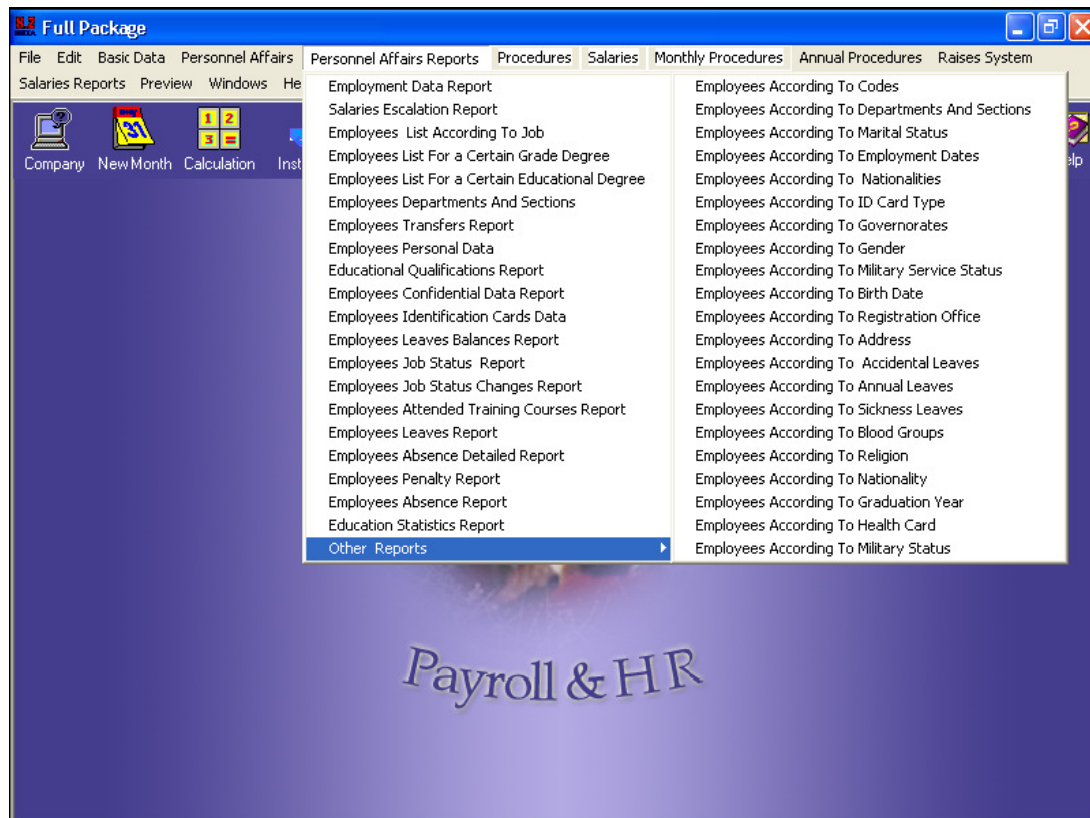 Full Package
File Edit Basic Data Personnel Affairs Personnel Affairs Reports Procedures Salaries Monthly Procedures Annual Procedures Raises System
Salaries Reports Preview Windows He
Company New Month Calculation Inst elp
Employment Data Report
Salaries Escalation Report
Employees List According To Job
Employees List For a Certain Grade Degree
Employees List For a Certain Educational Degree
Employees Departments And Sections
Employees Transfers Report
Employees Personal Data
Educational Qualifications Report
Employees Confidential Data Report
Employees Identification Cards Data
Employees Leaves Balances Report
Employees Job Status Report
Employees Job Status Changes Report
Employees Attended Training Courses Report
Employees Leaves Report
Employees Absence Detailed Report
Employees Penalty Report
Employees Absence Report
Education Statistics Report
Other Reports
Employees According To Codes
Employees According To Departments And Sections
Employees According To Marital Status
Employees According To Employment Dates
Employees According To Nationalities
Employees According To ID Card Type
Employees According To Governorates
Employees According To Gender
Employees According To Military Service Status
Employees According To Birth Date
Employees According To Registration Office
Employees According To Address
Employees According To Accidental Leaves
Employees According To Annual Leaves
Employees According To Sickness Leaves
Employees According To Blood Groups
Employees According To Religion
Employees According To Nationality
Employees According To Graduation Year
Employees According To Health Card
Employees According To Military Status
Payroll & HR